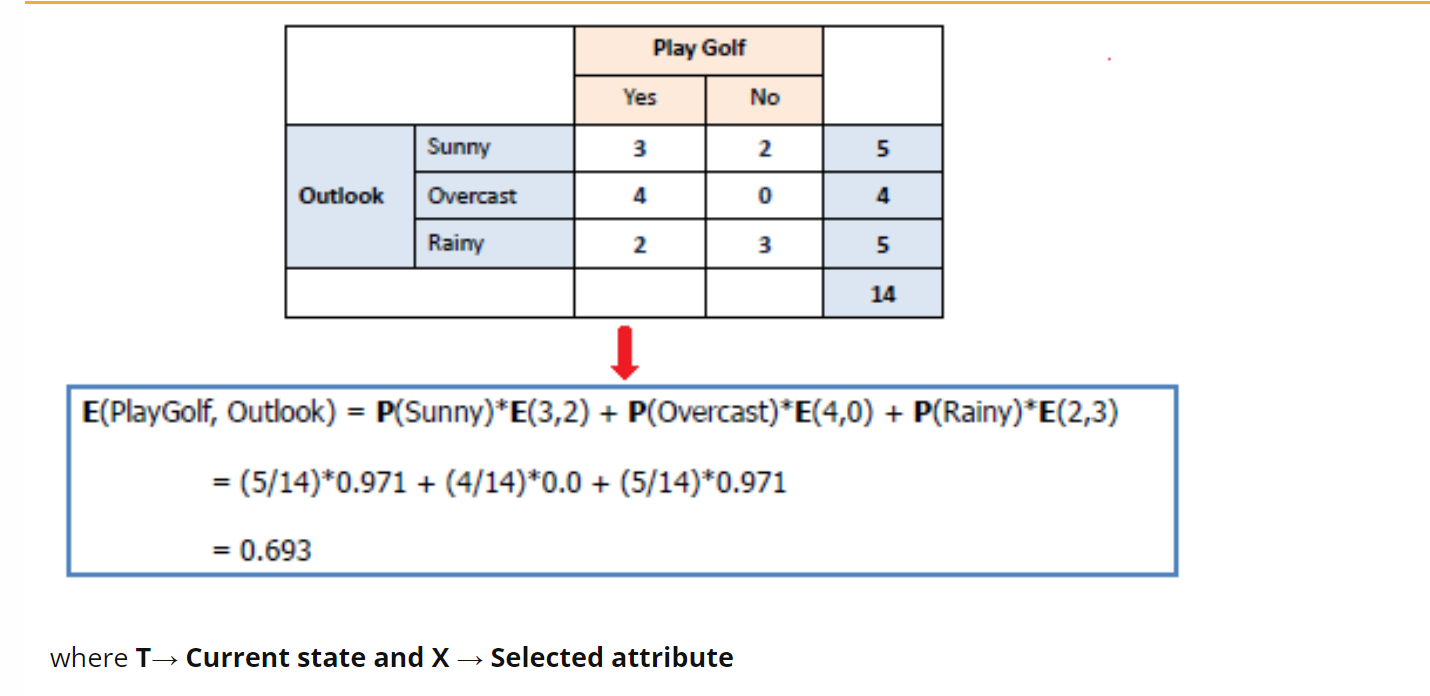 Play Golf
Yes No
Sunny 3 2 5
Outlook Overcast 4 0 4
Rainy 2 3 5
14
E(PlayGolf, Outlook) = P(Sunny)*E(3,2) + P(Overcast)*E(4,0) + P(Rainy)*E(2,3)
= (5/14)*0.971 + (4/14)*0.0 + (5/14)*0.971
= 0.693
where T→ Current state and X → Selected attribute